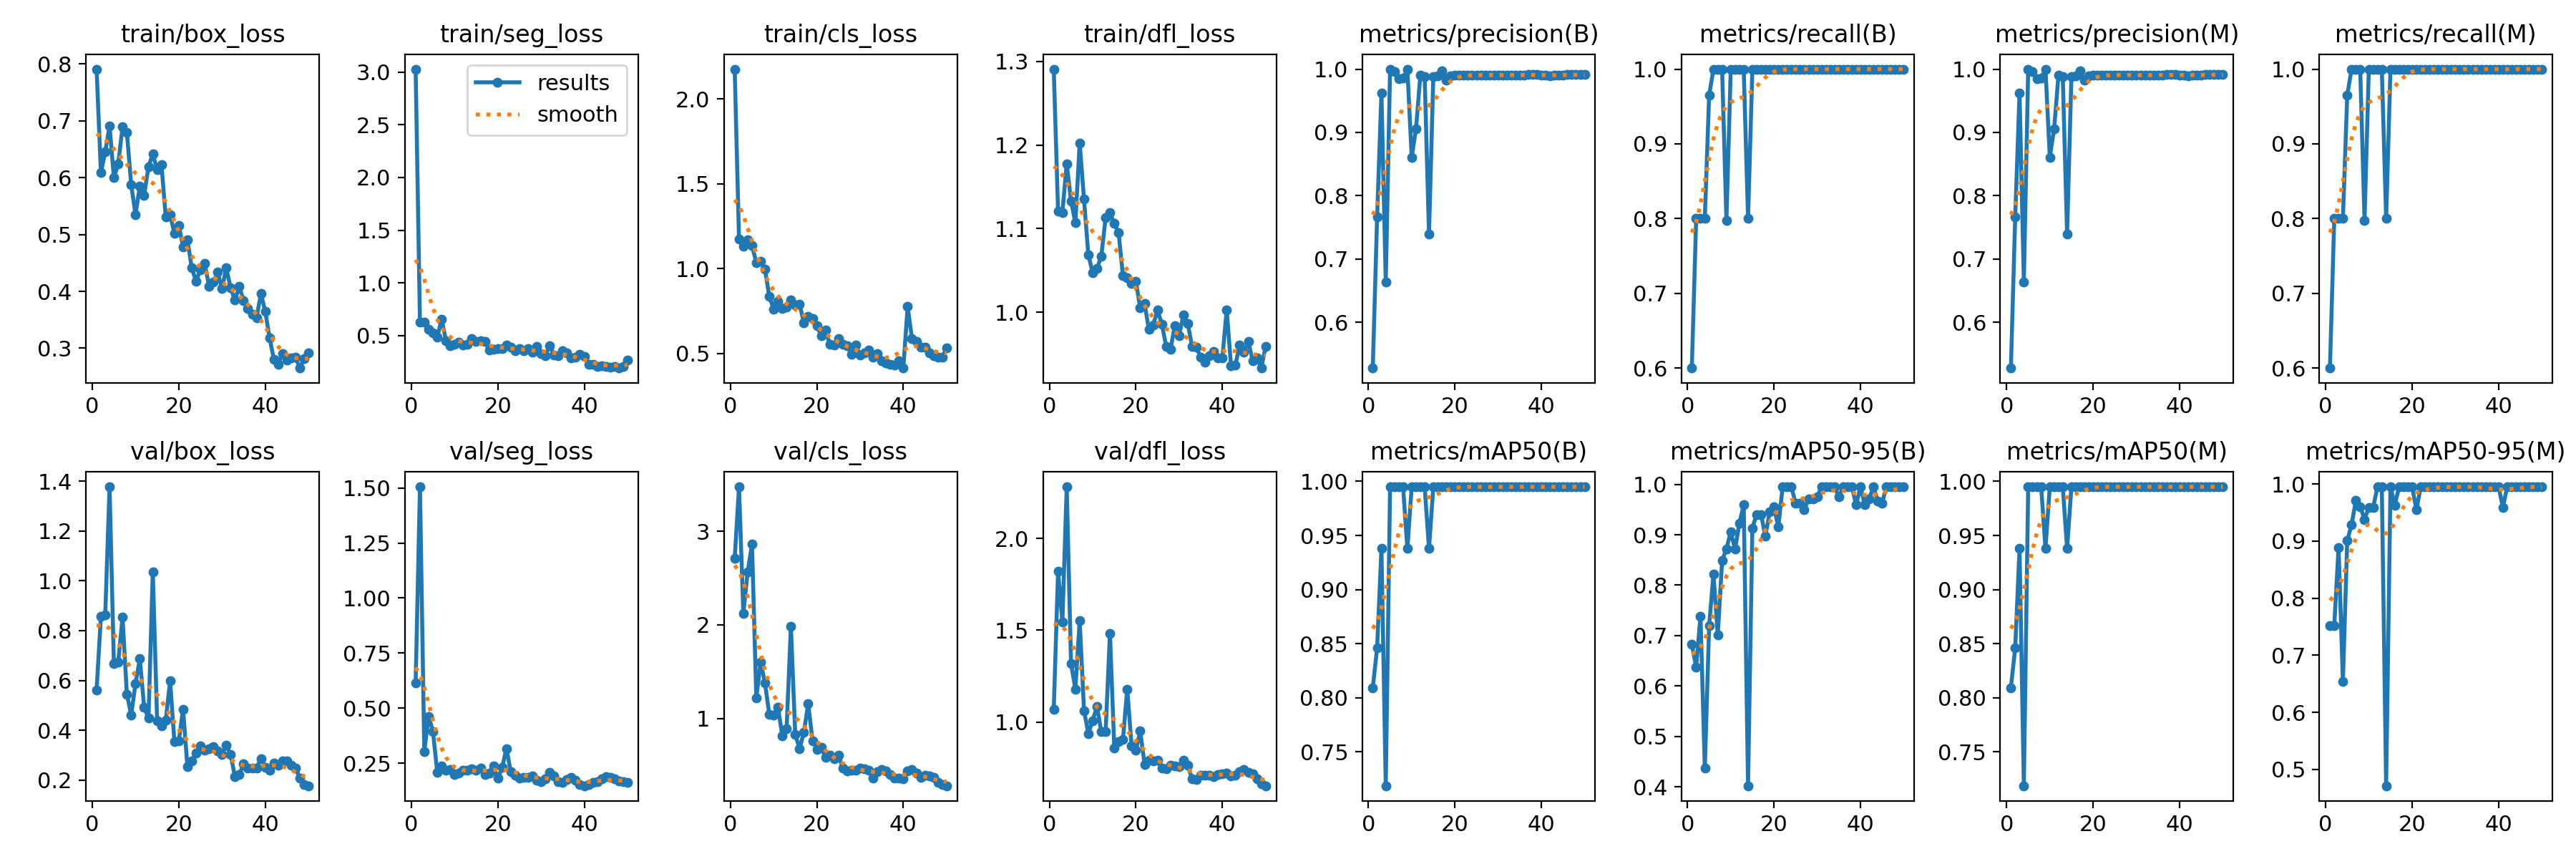 train/box_loss
train/seg_loss
train/cls_loss
train/dfl_loss
metrics/precision(B)
metrics/recall(B)
metrics/precision(M)
metrics/recall(M)
0.8
0.7
0.6
0.5
0.4
0.3
0 20 40
3.0
2.5
2.0
1.5
1.0
0.5
results
smooth
0 20 40
2.0
1.5
1.0
0.5
0 20 40
1.3
1.2
1.1
1.0
0 20 40
1.0
0.9
0.8
0.7
0.6
0 20 40
1.0
0.9
0.8
0.7
0.6
0 20 40
1.0
0.9
0.8
0.7
0.6
0 20 40
1.0
0.9
0.8
0.7
0.6
0 20 40
val/box_loss
val/seg_loss
val/cls_loss
val/dfl_loss
metrics/mAP50(B)
metrics/mAP50-95(B)
metrics/mAP50(M)
metrics/mAP50-95(M)
1.4
1.2
1.0
0.8
0.6
0.4
0.2
0 20 40
1.50
1.25
1.00
0.75
0.50
0.25
0 20 40
3
2
1
0 20 40
2.0
1.5
1.0
0 20 40
1.00
0.95
0.90
0.85
0.80
0.75
0 20 40
1.0
0.9
0.8
0.7
0.6
0.5
0.4
0 20 40
1.00
0.95
0.90
0.85
0.80
0.75
0 20 40
1.0
0.9
0.8
0.7
0.6
0.5
0 20 40